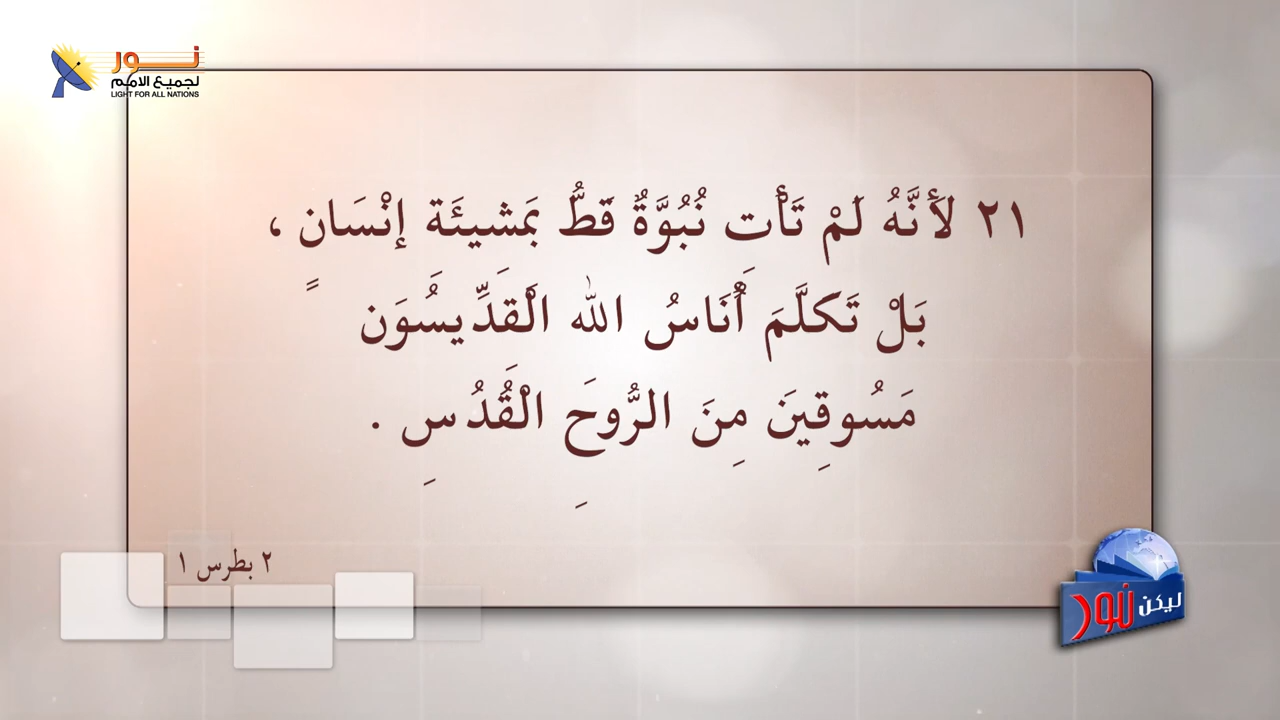 نـــور
لجميع الامم
LIGHT FOR ALL NATIONS
٢١ لأَنَّهُ لَمْ تَأْتِ نُبُوَّةٌ قَطُّ بِمَشِيئَةِ إِنْسَانٍ ،
بَلْ تَكَلَّمَ أُنَاسُ اللهِ الْقِدِّيسُونَ
مَسُوقِينَ مِنَ الرُّوحِ الْقُدُسِ .
٢ بطرس ١
ليكن نور